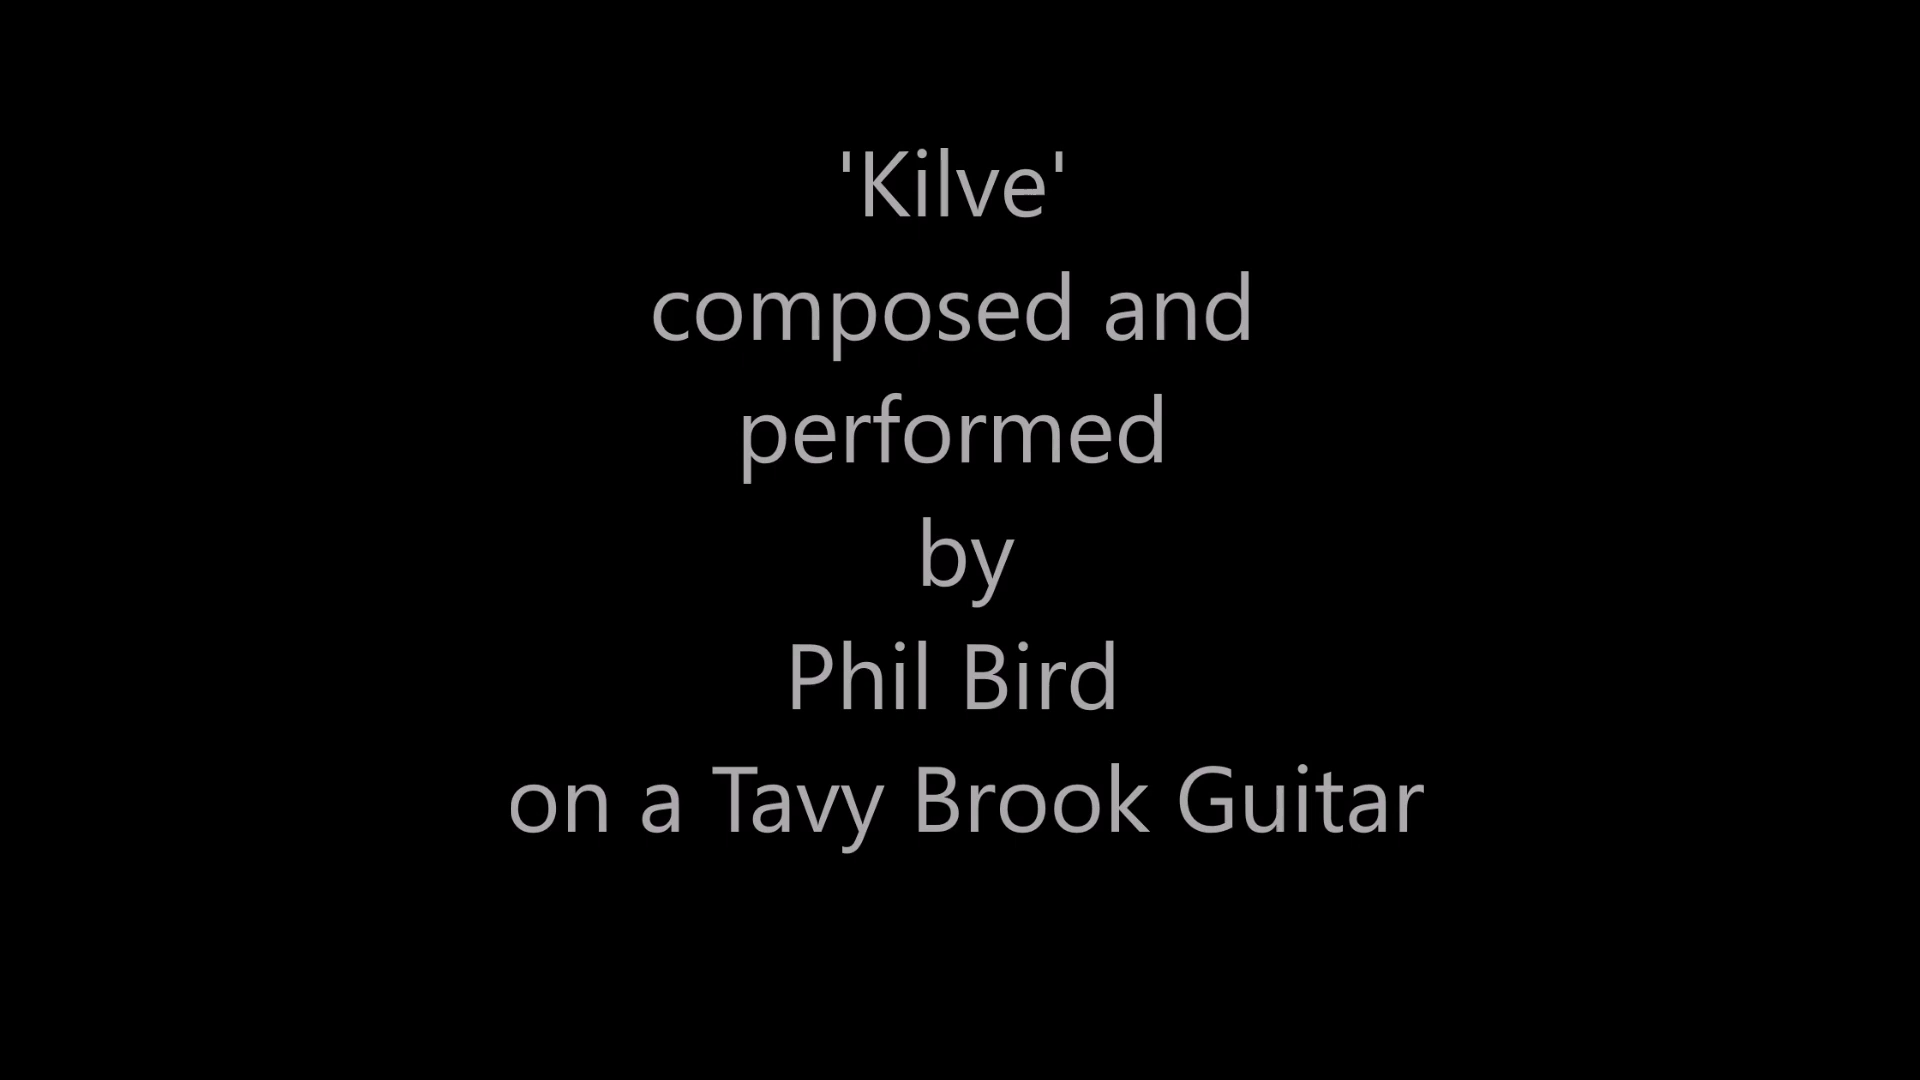 'Kilve'
composed and
performed
by
Phil Bird
on a Tavy Brook Guitar